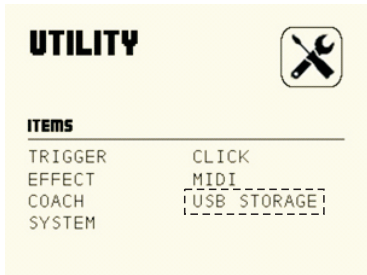 UTILITY
ITEMS
TRIGGER CLICK
EFFECT MIDI
COACH USB STORAGE
SYSTEM